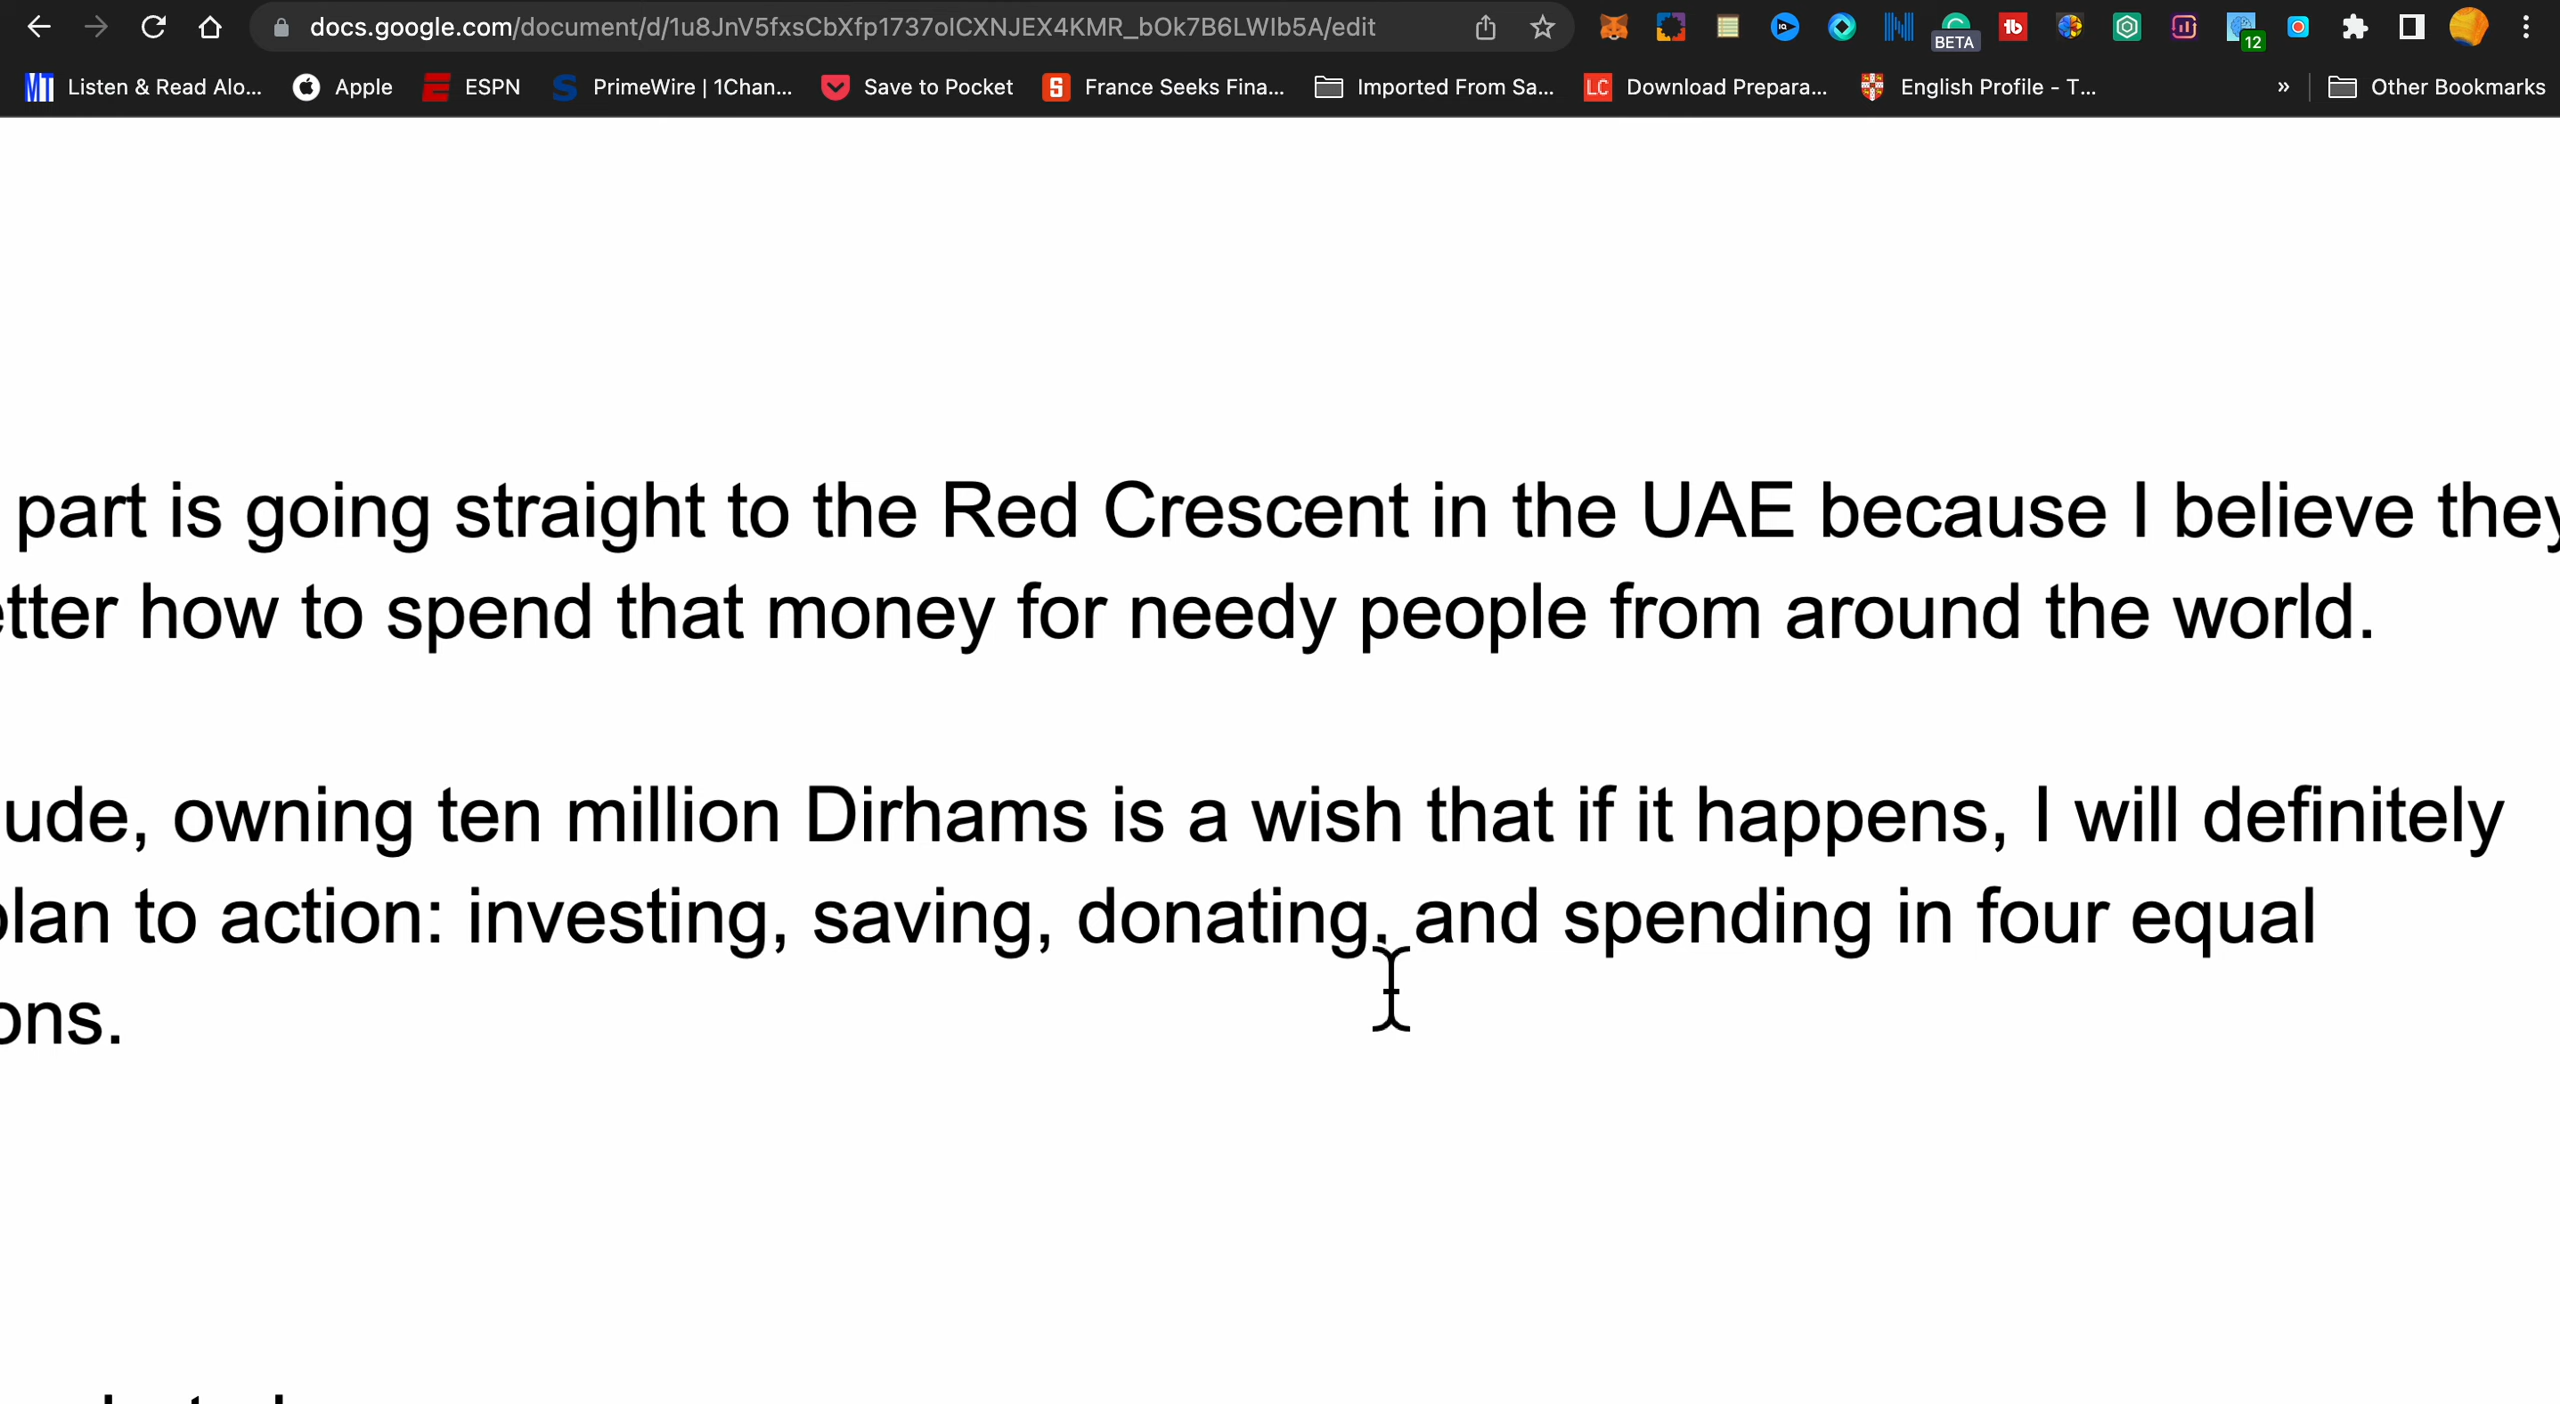 docs.google.com/document/d/1u8JnV5fxsCbXfp1737oICXNJEX4KMR_bOk7B6LWIb5A/edit
BETA
12
Listen & Read Alo... Apple ESPN PrimeWire | 1Chan... Save to Pocket France Seeks Fina... Imported From Sa... LC Download Prepara... English Profile - T... » Other Bookmarks
part is going straight to the Red Crescent in the UAE because I believe they
etter how to spend that money for needy people from around the world.
ude, owning ten million Dirhams is a wish that if it happens, I will definitely
plan to action: investing, saving, donating, and spending in four equal
ons.